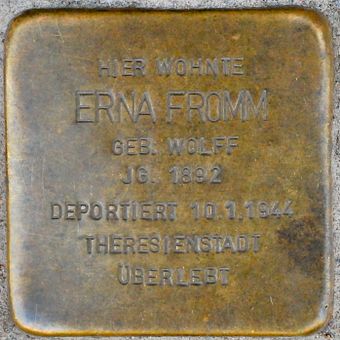 HIER WOHNTE
ERNA FROMM
GEB. WOLFF
JG. 1892
DEPORTIERT 10.1.1944
THERESIENSTADT
ÜBERLEBT